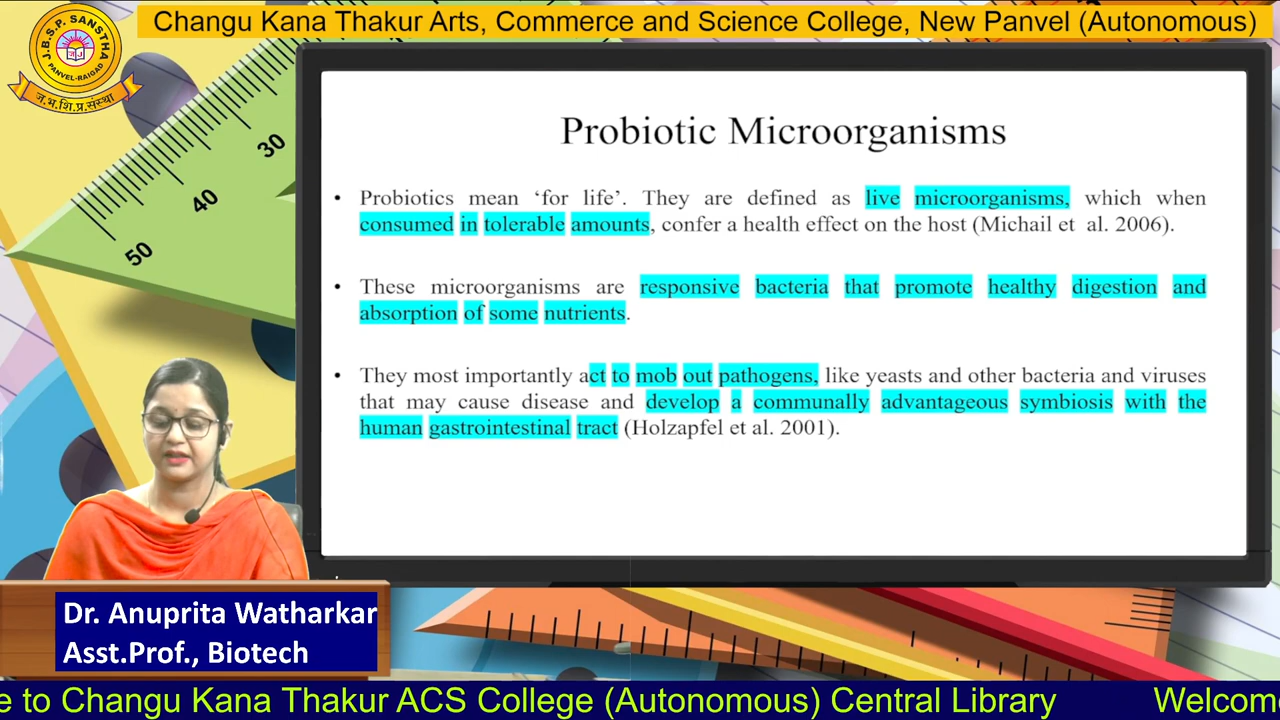 Changu Kana Thakur Arts, Commerce and Science College, New Panvel (Autonomous)
J.B.S.P. SANSTHA
PANVEL-RAIGAD
ज.भ.शि.प्र.संस्था
30
40
50
Probiotic Microorganisms
• Probiotics mean ‘for life’. They are defined as live microorganisms, which when
consumed in tolerable amounts, confer a health effect on the host (Michail et al. 2006).
• These microorganisms are responsive bacteria that promote healthy digestion and
absorption of some nutrients.
• They most importantly act to mob out pathogens, like yeasts and other bacteria and viruses
that may cause disease and develop a communally advantageous symbiosis with the
human gastrointestinal tract (Holzapfel et al. 2001).
Dr. Anuprita Watharkar
Asst.Prof., Biotech
e to Changu Kana Thakur ACS College (Autonomous) Central Library Welcom